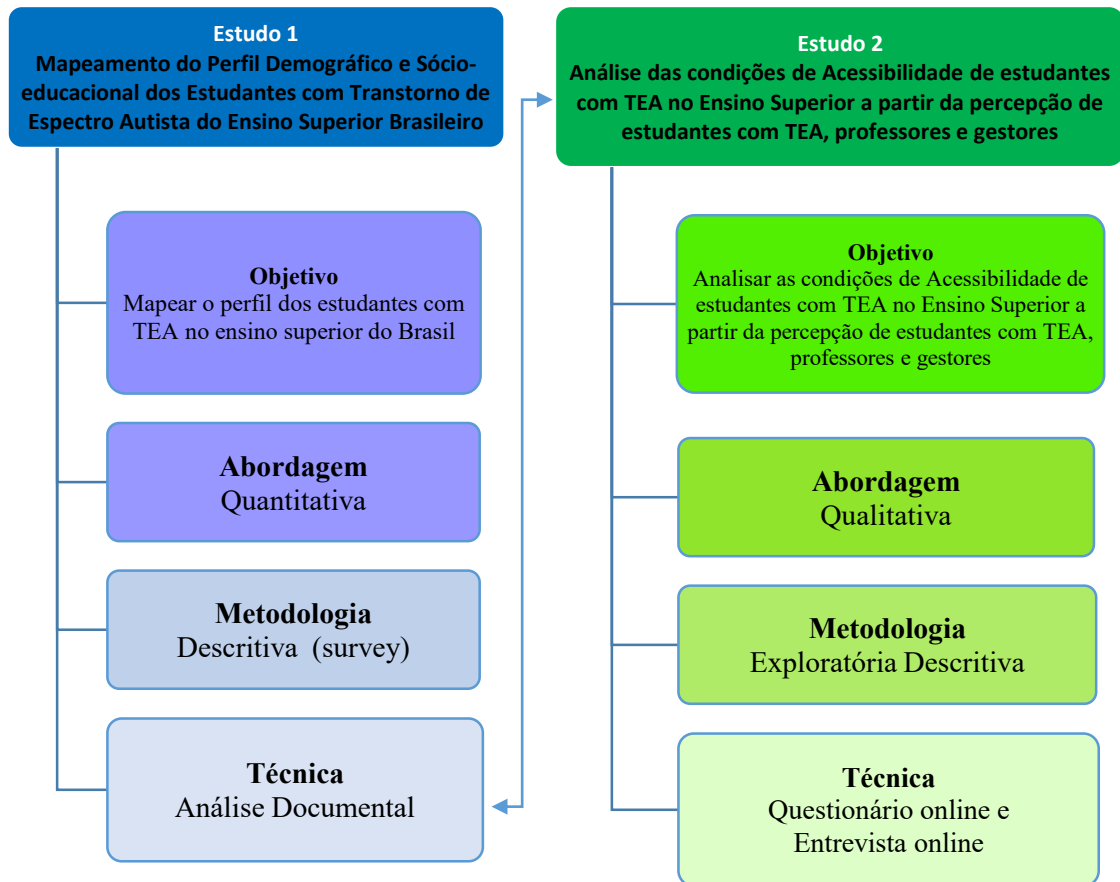 Estudo 1
Mapeamento do Perfil Demográfico e Sócio-
educacional dos Estudantes com Transtorno de
Espectro Autista do Ensino Superior Brasileiro
Objetivo
Mapear o perfil dos estudantes com
TEA no ensino superior do Brasil
Abordagem
Quantitativa
Metodologia
Descritiva (survey)
Técnica
Análise Documental
Estudo 2
Análise das condições de Acessibilidade de estudantes
com TEA no Ensino Superior a partir da percepção de
estudantes com TEA, professores e gestores
Objetivo
Analisar as condições de Acessibilidade de
estudantes com TEA no Ensino Superior a
partir da percepção de estudantes com TEA,
professores e gestores
Abordagem
Qualitativa
Metodologia
Exploratória Descritiva
Técnica
Questionário online e
Entrevista online